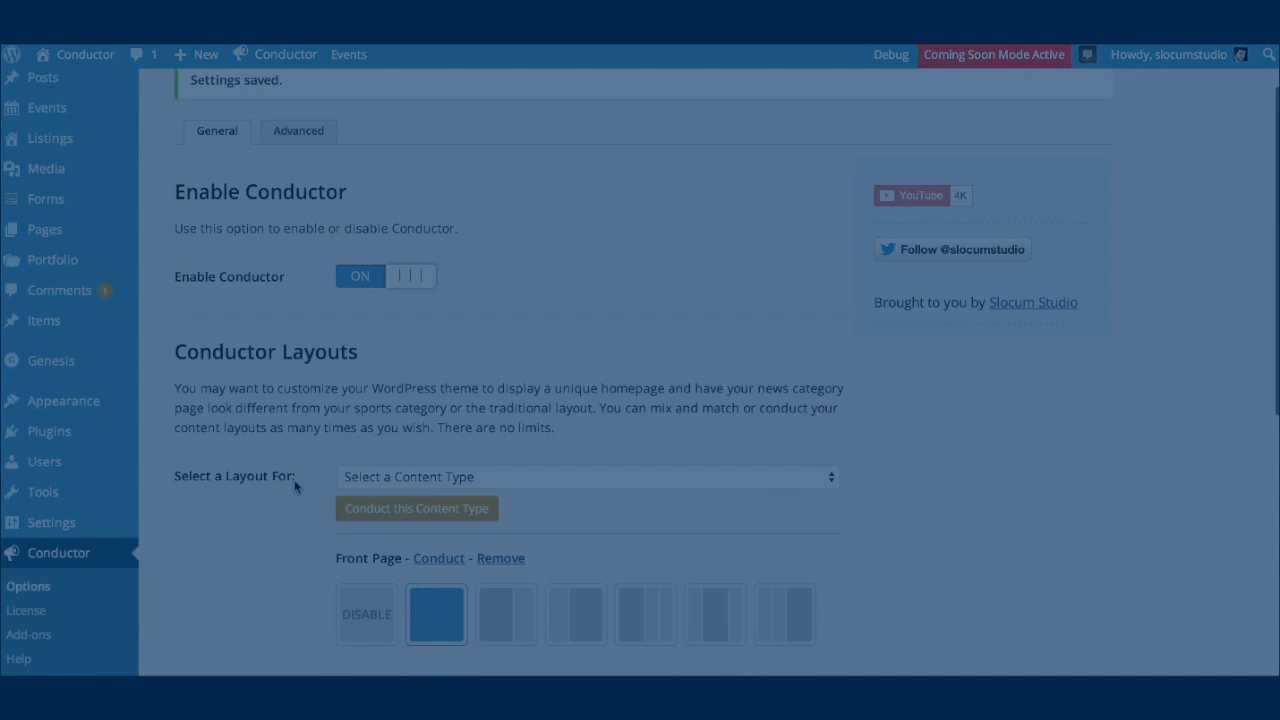 Conductor 1 New Conductor Events Debug Coming Soon Mode Active Howdy, slocumstudio
Posts
Events
Listings
Media
Forms
Pages
Portfolio
Comments 1
Items
Genesis
Appearance
Plugins
Users
Tools
Settings
Conductor
Options
License
Add-ons
Help
Settings saved.
General Advanced
Enable Conductor
Use this option to enable or disable Conductor.
Enable Conductor ON
Conductor Layouts
You may want to customize your WordPress theme to display a unique homepage and have your news category
page look different from your sports category or the traditional layout. You can mix and match or conduct your
content layouts as many times as you wish. There are no limits.
Select a Layout For: Select a Content Type
Conduct this Content Type
Front Page - Conduct - Remove
DISABLE
YouTube 4K
Follow @slocumstudio
Brought to you by Slocum Studio